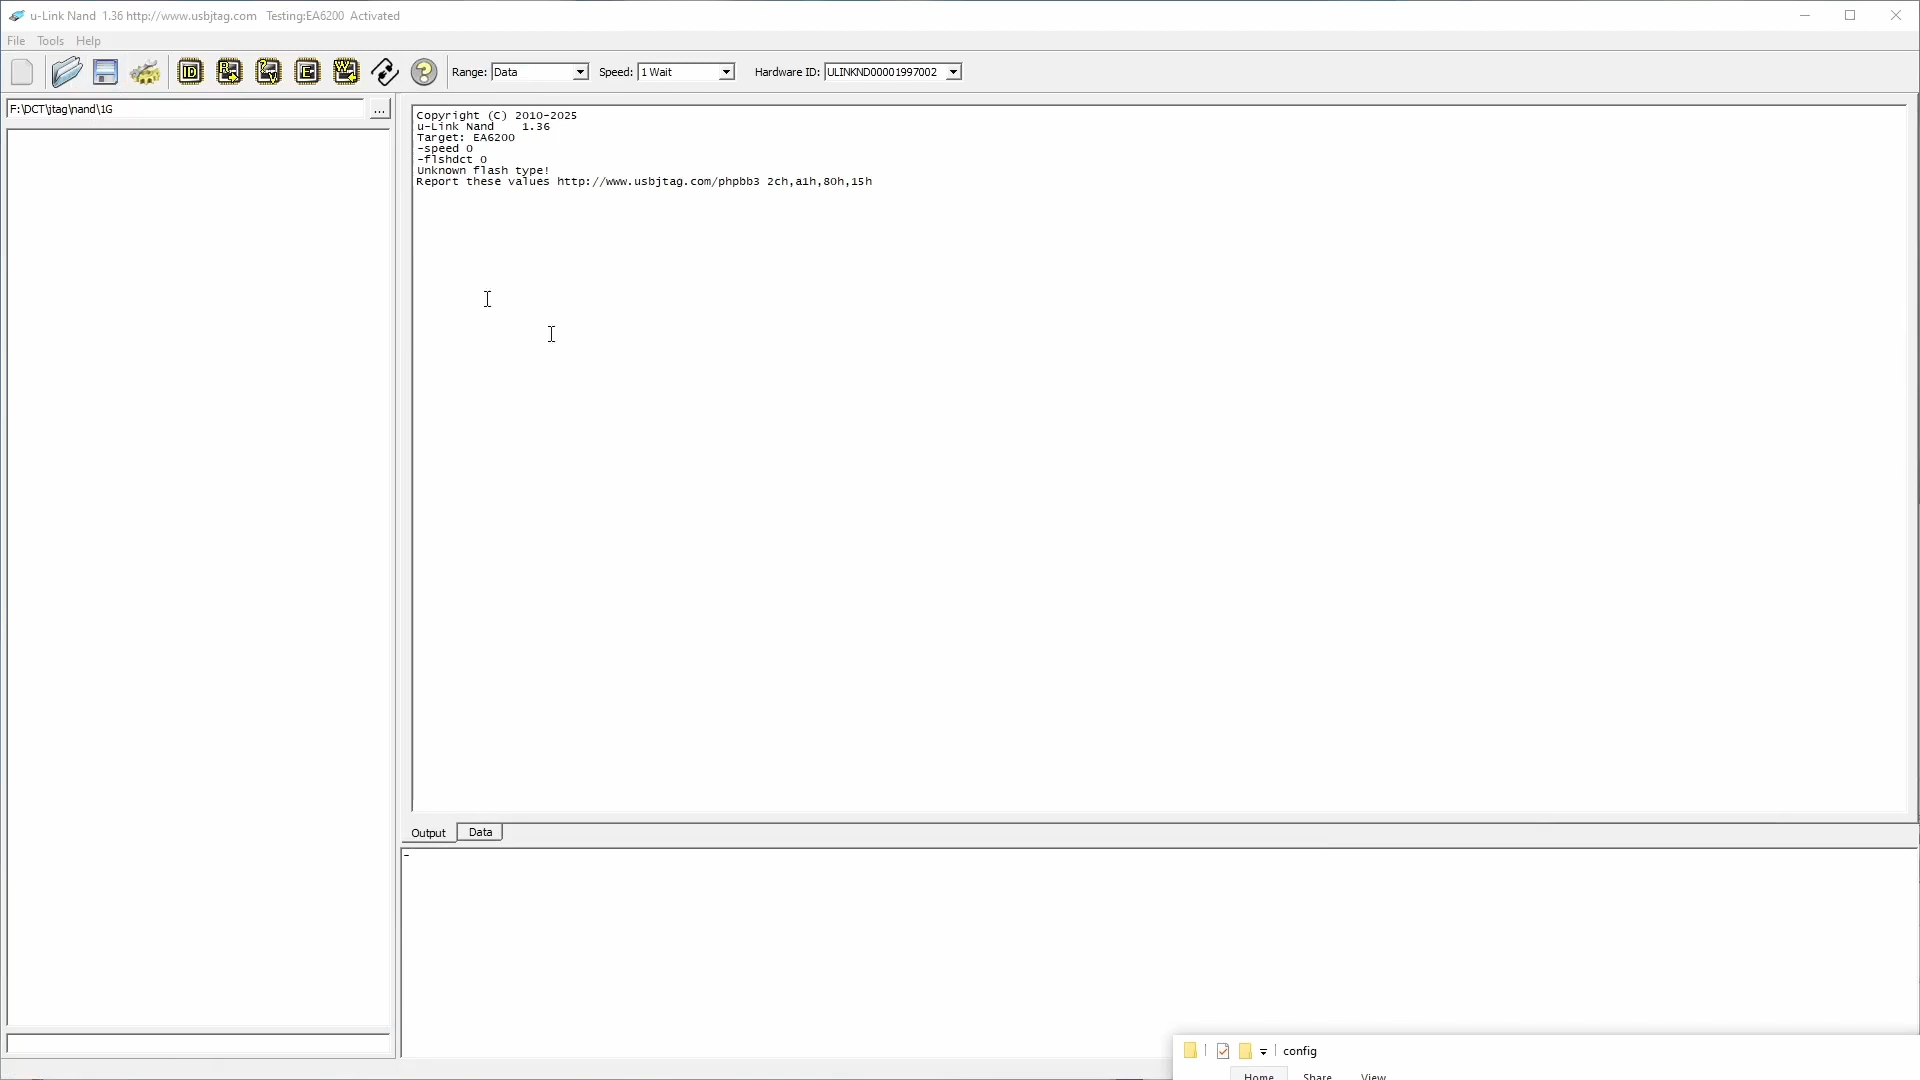 u-Link Nand 1.36 http://www.usbjtag.com Testing:EA6200 Activated
File Tools Help
ID R ?V E W ? Range: Data Speed: 1 Wait Hardware ID: ULINKND00001997002
F:\DCT\jtag\nand\1G ...
Copyright (C) 2010-2025
u-Link Nand 1.36
Target: EA6200
-speed 0
-flshdct 0
Unknown flash type!
Report these values http://www.usbjtag.com/phpbb3 2ch,a1h,80h,15h
Output Data
-
config
Home Share View